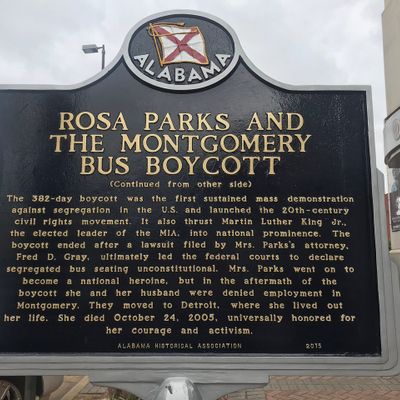 ALABAMA
ROSA PARKS AND
THE MONTGOMERY
BUS BOYCOTT
(Continued from other side)
The 382-day boycott was the first sustained mass demonstration
against segregation in the U.S. and launched the 20th-century
civil rights movement. It also thrust Martin Luther King Jr.,
the elected leader of the MIA, into national prominence. The
boycott ended after a lawsuit filed by Mrs. Parks's attorney,
Fred D. Gray, ultimately led the federal courts to declare
segregated bus seating unconstitutional. Mrs. Parks went on to
become a national heroine, but in the aftermath of the
boycott she and her husband were denied employment in
Montgomery. They moved to Detroit, where she lived out
her life. She died October 24, 2005, universally honored for
her courage and activism.
ALABAMA HISTORICAL ASSOCIATION 2015